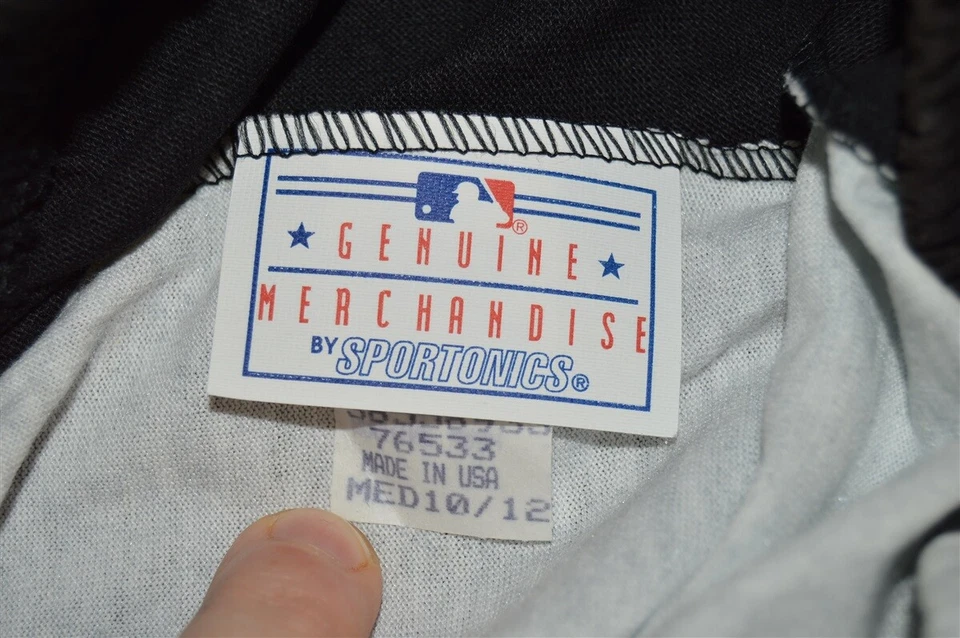 ®
GENUINE
MERCHANDISE
BY SPORTONICS®
76533
MADE IN USA
MED10/12